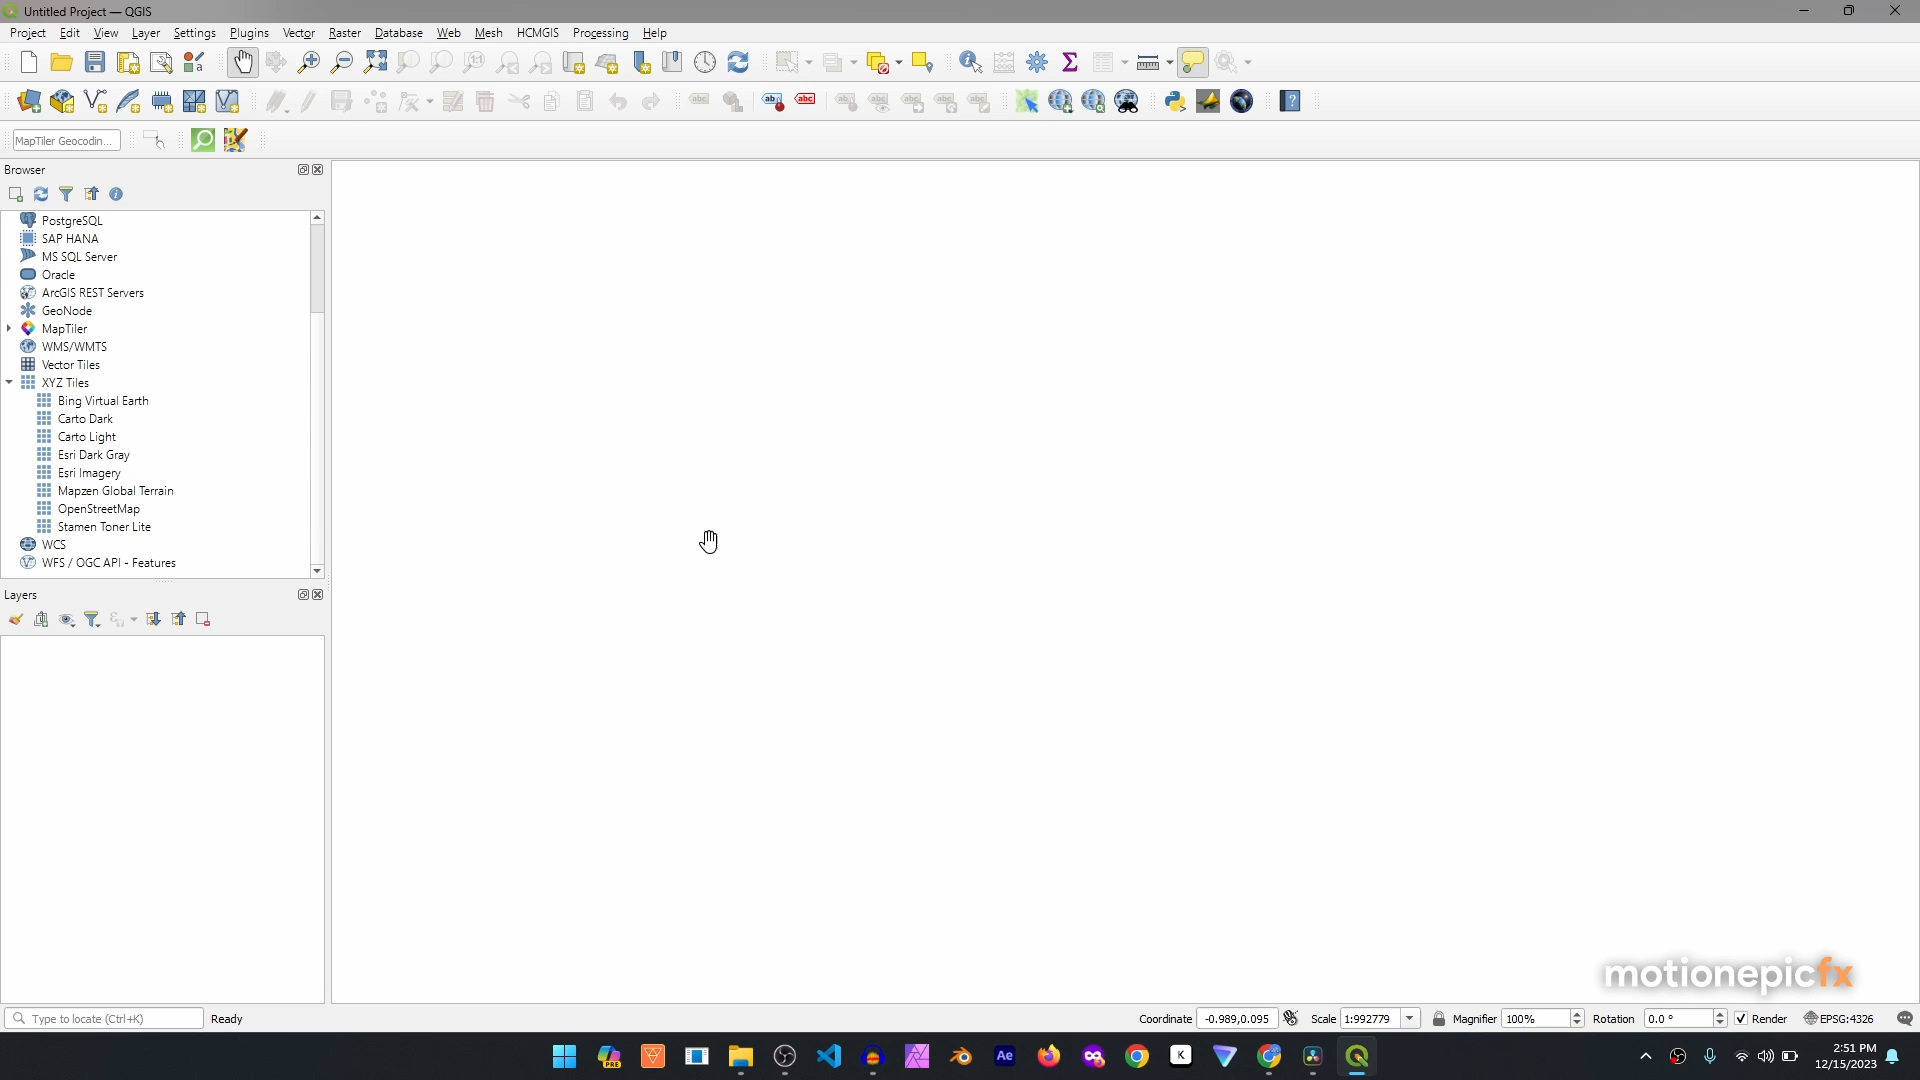 Untitled Project — QGIS
Project Edit View Layer Settings Plugins Vector Raster Database Web Mesh HCMGIS Processing Help
MapTiler Geocodin...
Browser
PostgreSQL
SAP HANA
MS SQL Server
Oracle
ArcGIS REST Servers
GeoNode
MapTiler
WMS/WMTS
Vector Tiles
XYZ Tiles
Bing Virtual Earth
Carto Dark
Carto Light
Esri Dark Gray
Esri Imagery
Mapzen Global Terrain
OpenStreetMap
Stamen Toner Lite
WCS
WFS / OGC API - Features
Layers
motionepicfx
Type to locate (Ctrl+K) Ready Coordinate -0.989,0.095 Scale 1:992779 Magnifier 100% Rotation 0.0 ° Render EPSG:4326
2:51 PM
12/15/2023